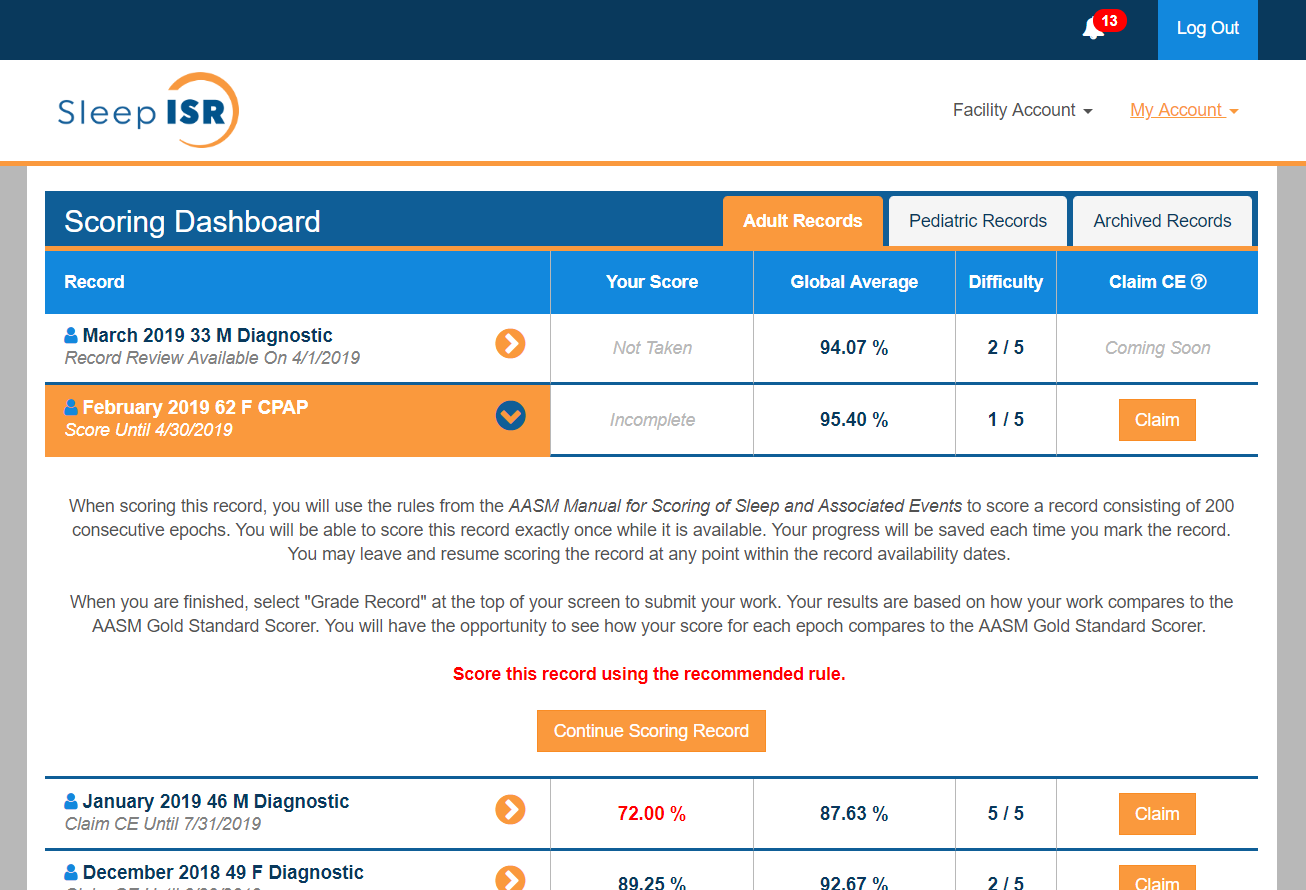 13
Log Out
Sleep ISR
Facility Account
My Account
Scoring Dashboard
Adult Records
Pediatric Records
Archived Records
Record
Your Score
Global Average
Difficulty
Claim CE
March 2019 33 M Diagnostic
Record Review Available On 4/1/2019
Not Taken
94.07 %
2 / 5
Coming Soon
February 2019 62 F CPAP
Score Until 4/30/2019
Incomplete
95.40 %
1 / 5
Claim
When scoring this record, you will use the rules from the AASM Manual for Scoring of Sleep and Associated Events to score a record consisting of 200
consecutive epochs. You will be able to score this record exactly once while it is available. Your progress will be saved each time you mark the record.
You may leave and resume scoring the record at any point within the record availability dates.
When you are finished, select "Grade Record" at the top of your screen to submit your work. Your results are based on how your work compares to the
AASM Gold Standard Scorer. You will have the opportunity to see how your score for each epoch compares to the AASM Gold Standard Scorer.
Score this record using the recommended rule.
Continue Scoring Record
January 2019 46 M Diagnostic
Claim CE Until 7/31/2019
72.00 %
87.63 %
5 / 5
Claim
December 2018 49 F Diagnostic
89.25 %
92.67 %
2 / 5
Claim